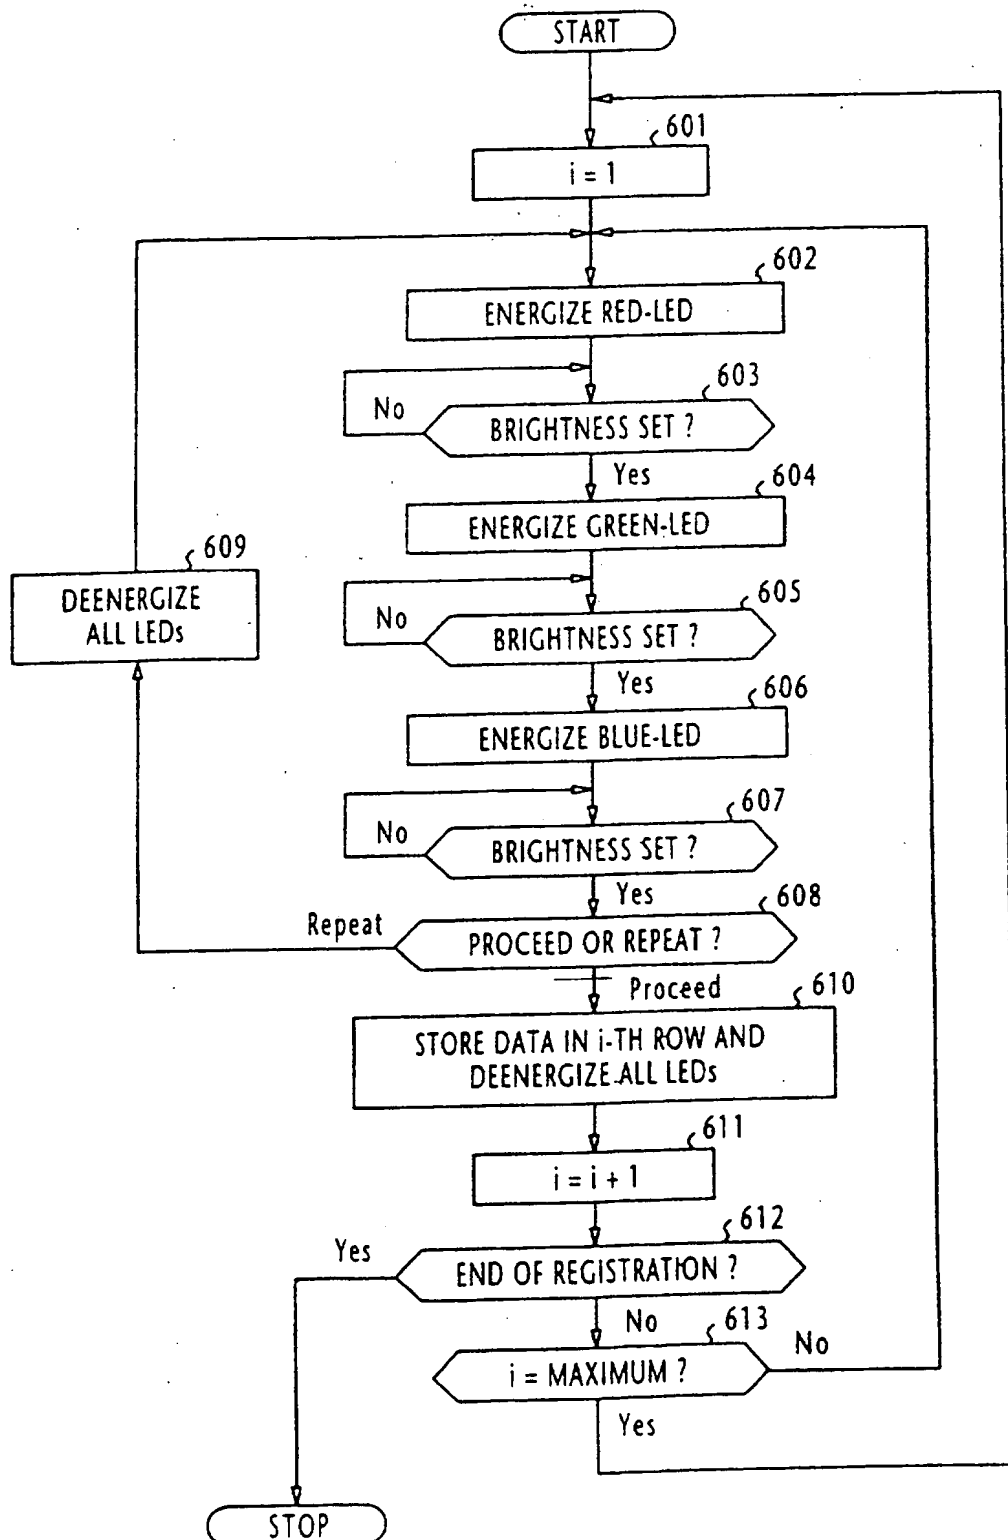 START
601
i = 1
602
ENERGIZE RED-LED
603
No
BRIGHTNESS SET ?
Yes
604
ENERGIZE GREEN-LED
609
DEENERGIZE
ALL LEDs
605
No
BRIGHTNESS SET ?
Yes
606
ENERGIZE BLUE-LED
607
No
BRIGHTNESS SET ?
Yes
608
Repeat
PROCEED OR REPEAT ?
Proceed
610
STORE DATA IN i-TH ROW AND
DEENERGIZE ALL LEDs
611
i = i + 1
612
Yes
END OF REGISTRATION ?
No
613
i = MAXIMUM ?
No
Yes
STOP